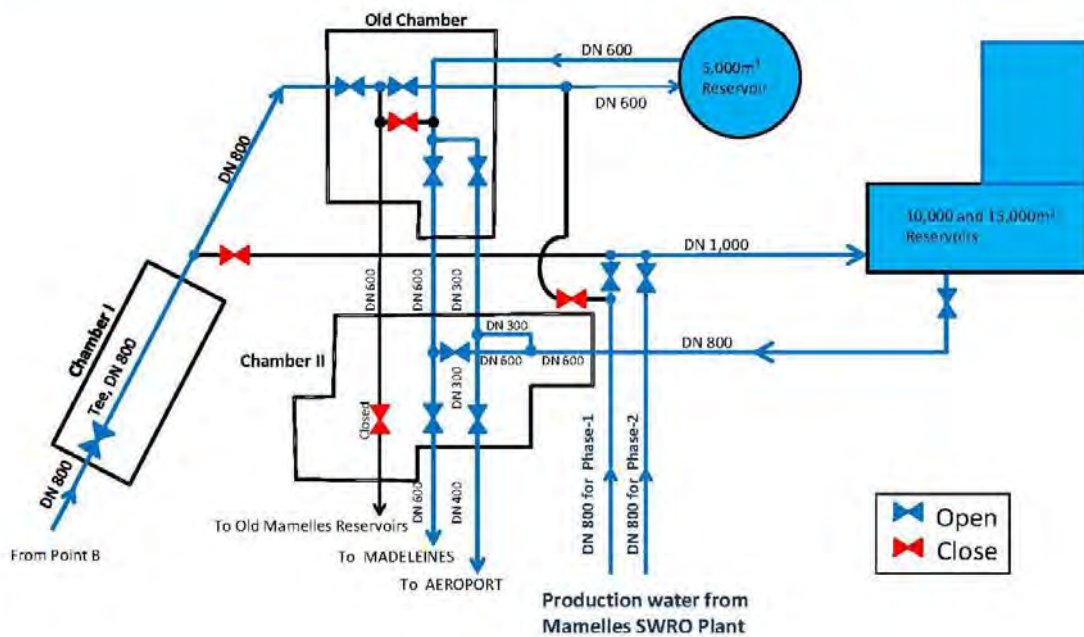 Old Chamber
DN 600
5,000m³
Reservoir
DN 600
DN 800
10,000 and 15,000m³
Reservoirs
DN 1,000
DN 600
DN 600
DN 300
Chamber I
Tee, DN 800
DN 300
Chamber II
DN 600
DN 600
DN 800
DN 300
Closed
DN 800
DN 600
DN 400
DN 800 for Phase-1
DN 800 for Phase-2
From Point B
To Old Mamelles Reservoirs
To MADELEINES
To AEROPORT
Open
Close
Production water from
Mamelles SWRO Plant